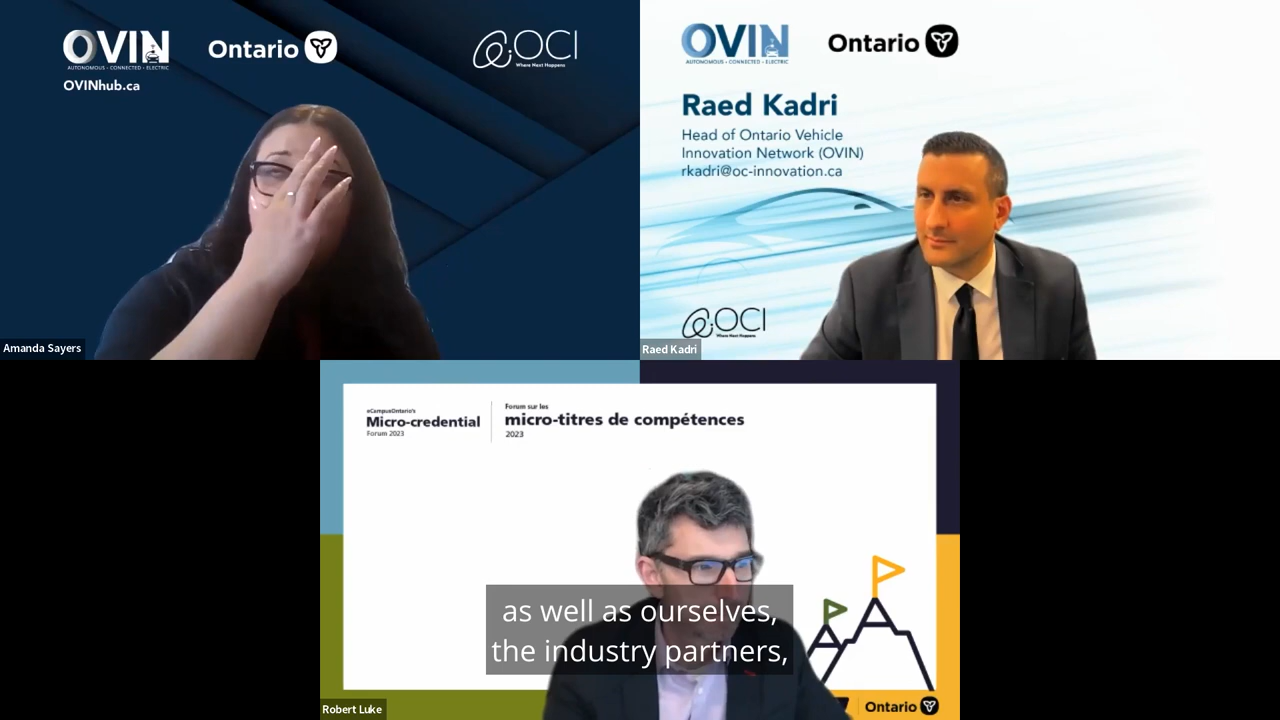 OVIN
AUTONOMOUS • CONNECTED • ELECTRIC
OVINhub.ca
Ontario
OCI
Where Next Happens
Amanda Sayers
OVIN
AUTONOMOUS • CONNECTED • ELECTRIC
Ontario
Raed Kadri
Head of Ontario Vehicle
Innovation Network (OVIN)
rkadri@oc-innovation.ca
OCI
Where Next Happens
Raed Kadri
eCampusOntario's
Micro-credential
Forum 2023
Forum sur les
micro-titres de compétences
2023
as well as ourselves,
the industry partners,
Robert Luke
Ontario